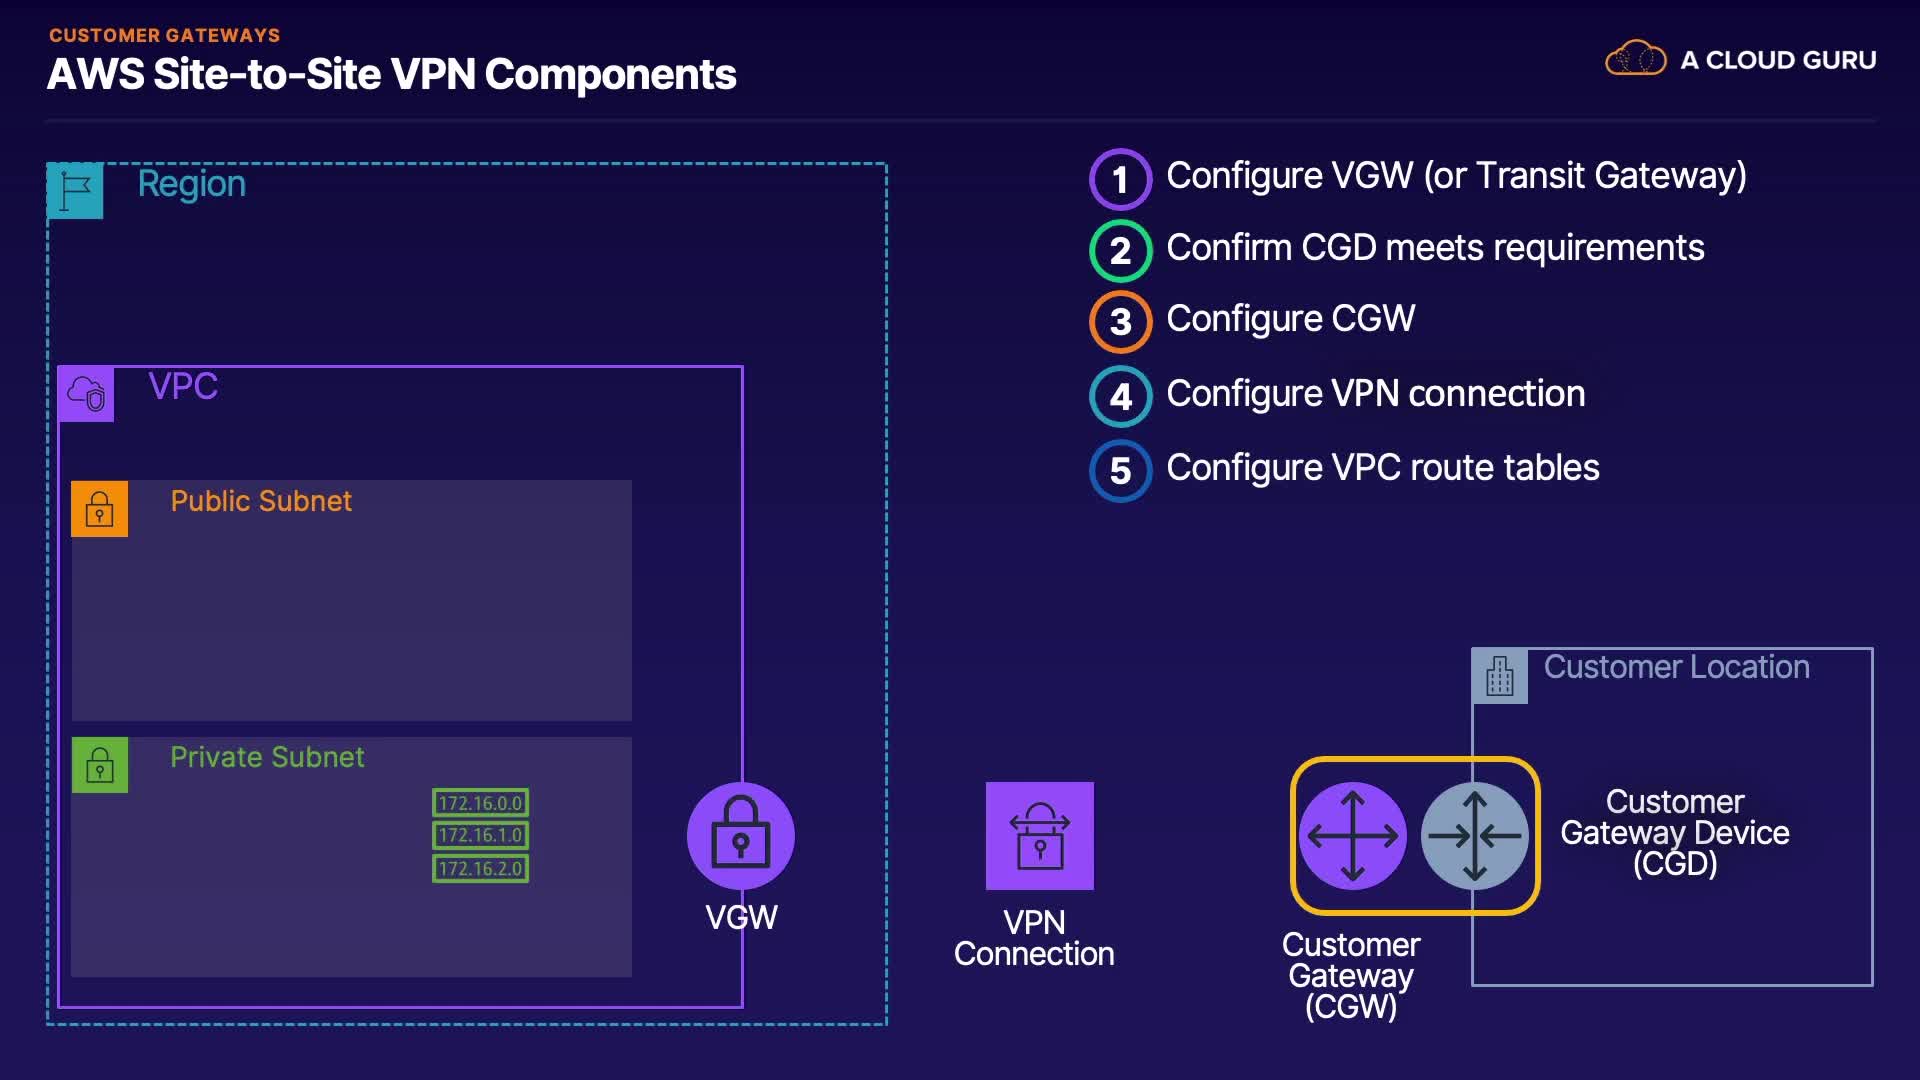 CUSTOMER GATEWAYS
AWS Site-to-Site VPN Components
A CLOUD GURU
Region
VPC
Public Subnet
Private Subnet
172.16.0.0
172.16.1.0
172.16.2.0
VGW
1 Configure VGW (or Transit Gateway)
2 Confirm CGD meets requirements
3 Configure CGW
4 Configure VPN connection
5 Configure VPC route tables
VPN
Connection
Customer Location
Customer
Gateway Device
(CGD)
Customer
Gateway
(CGW)